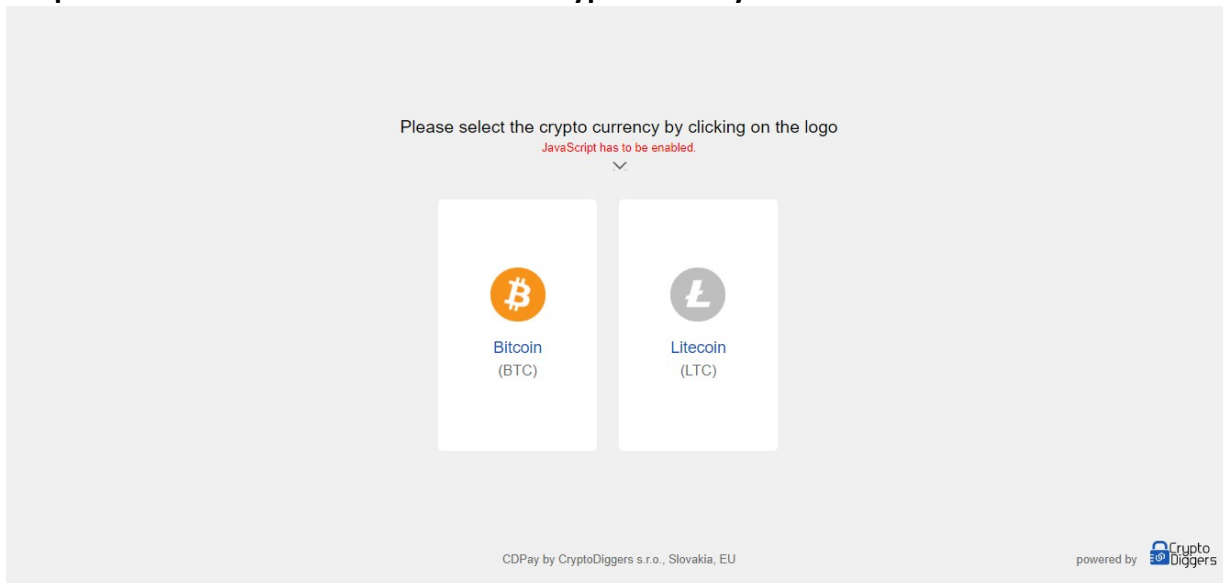 Please select the crypto currency by clicking on the logo
JavaScript has to be enabled.
Bitcoin
(BTC)
Litecoin
(LTC)
CDPay by CryptoDiggers s.r.o., Slovakia, EU
powered by
Crypto
Diggers